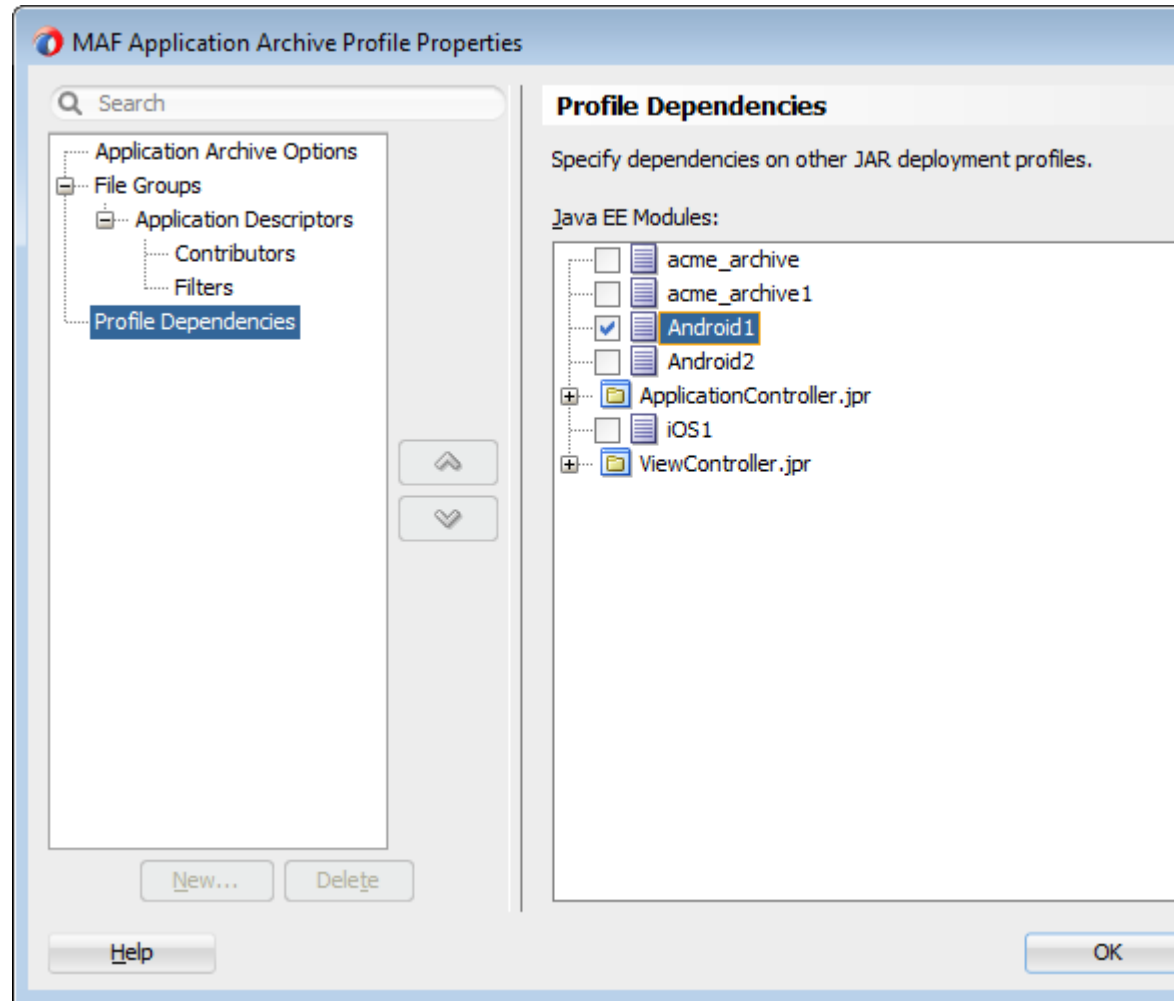 MAF Application Archive Profile Properties
Search
Application Archive Options
File Groups
Application Descriptors
Contributors
Filters
Profile Dependencies
New...
Delete
Profile Dependencies
Specify dependencies on other JAR deployment profiles.
Java EE Modules:
acme_archive
acme_archive1
Android1
Android2
ApplicationController.jpr
iOS1
ViewController.jpr
Help
OK